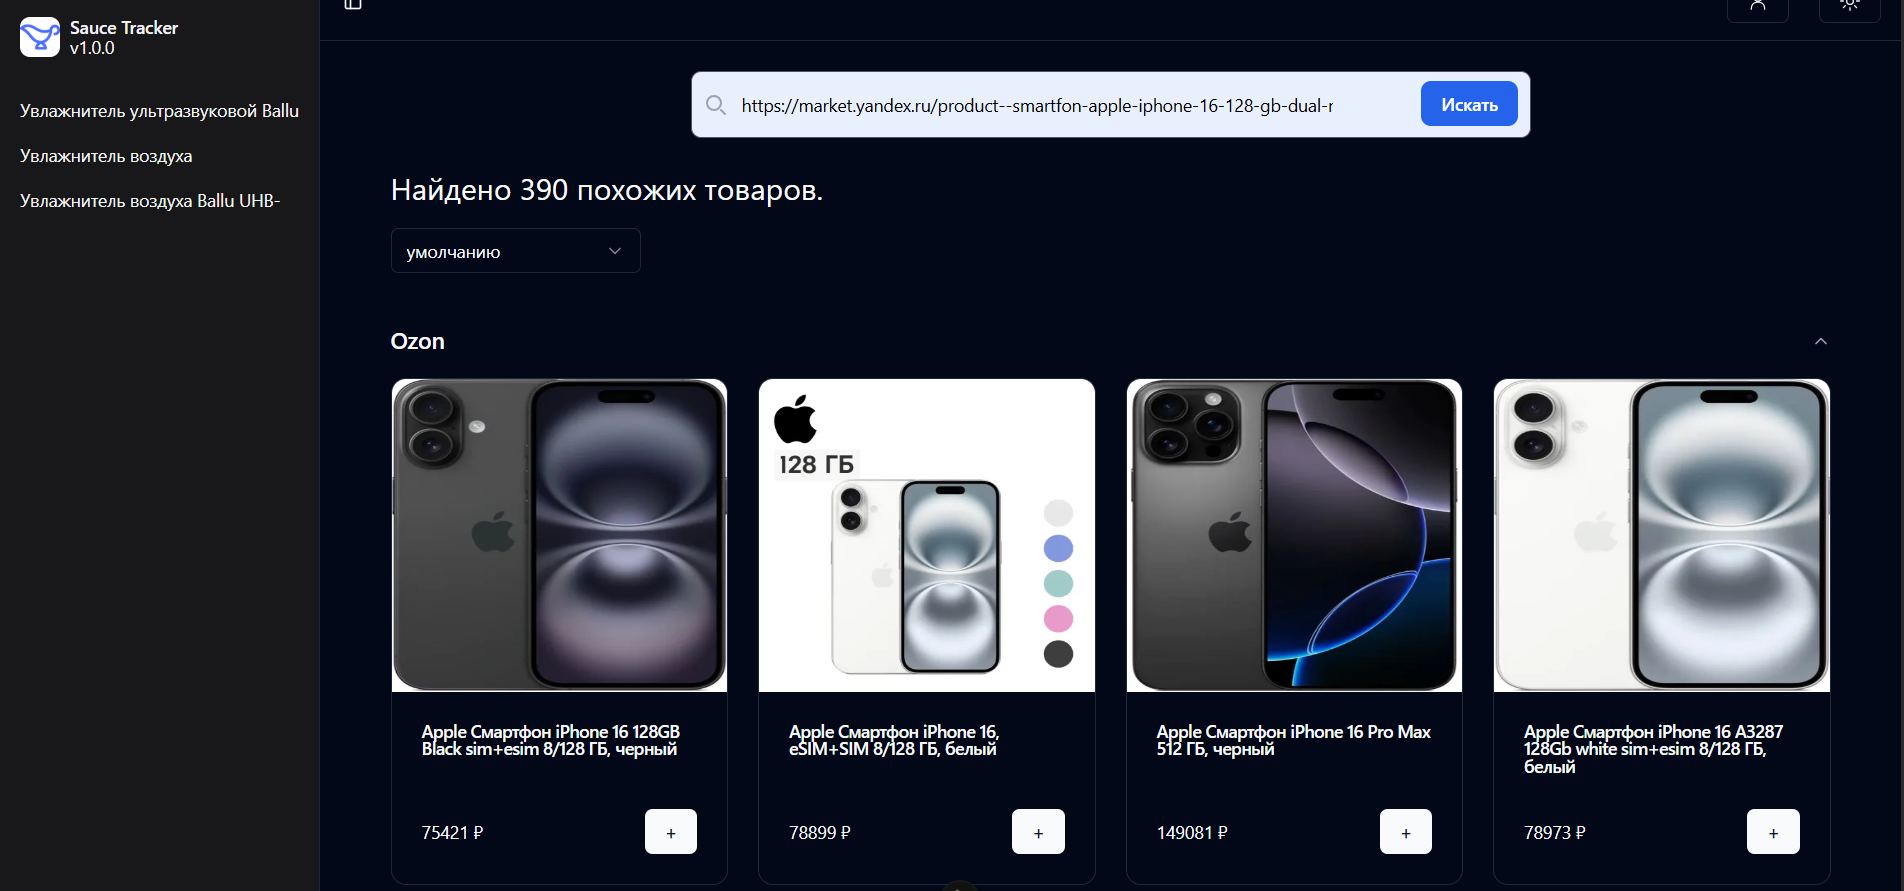 Sauce Tracker
v1.0.0
Увлажнитель ультразвуковой Ballu
Увлажнитель воздуха
Увлажнитель воздуха Ballu UHB-
https://market.yandex.ru/product--smartfon-apple-iphone-16-128-gb-dual-r
Искать
Найдено 390 похожих товаров.
умолчанию
Ozon
128 ГБ
Apple Смартфон iPhone 16 128GB
Black sim+esim 8/128 ГБ, черный
75421 ₽
+
Apple Смартфон iPhone 16,
eSIM+SIM 8/128 ГБ, белый
78899 ₽
+
Apple Смартфон iPhone 16 Pro Max
512 ГБ, черный
149081 ₽
+
Apple Смартфон iPhone 16 A3287
128Gb white sim+esim 8/128 ГБ,
белый
78973 ₽
+